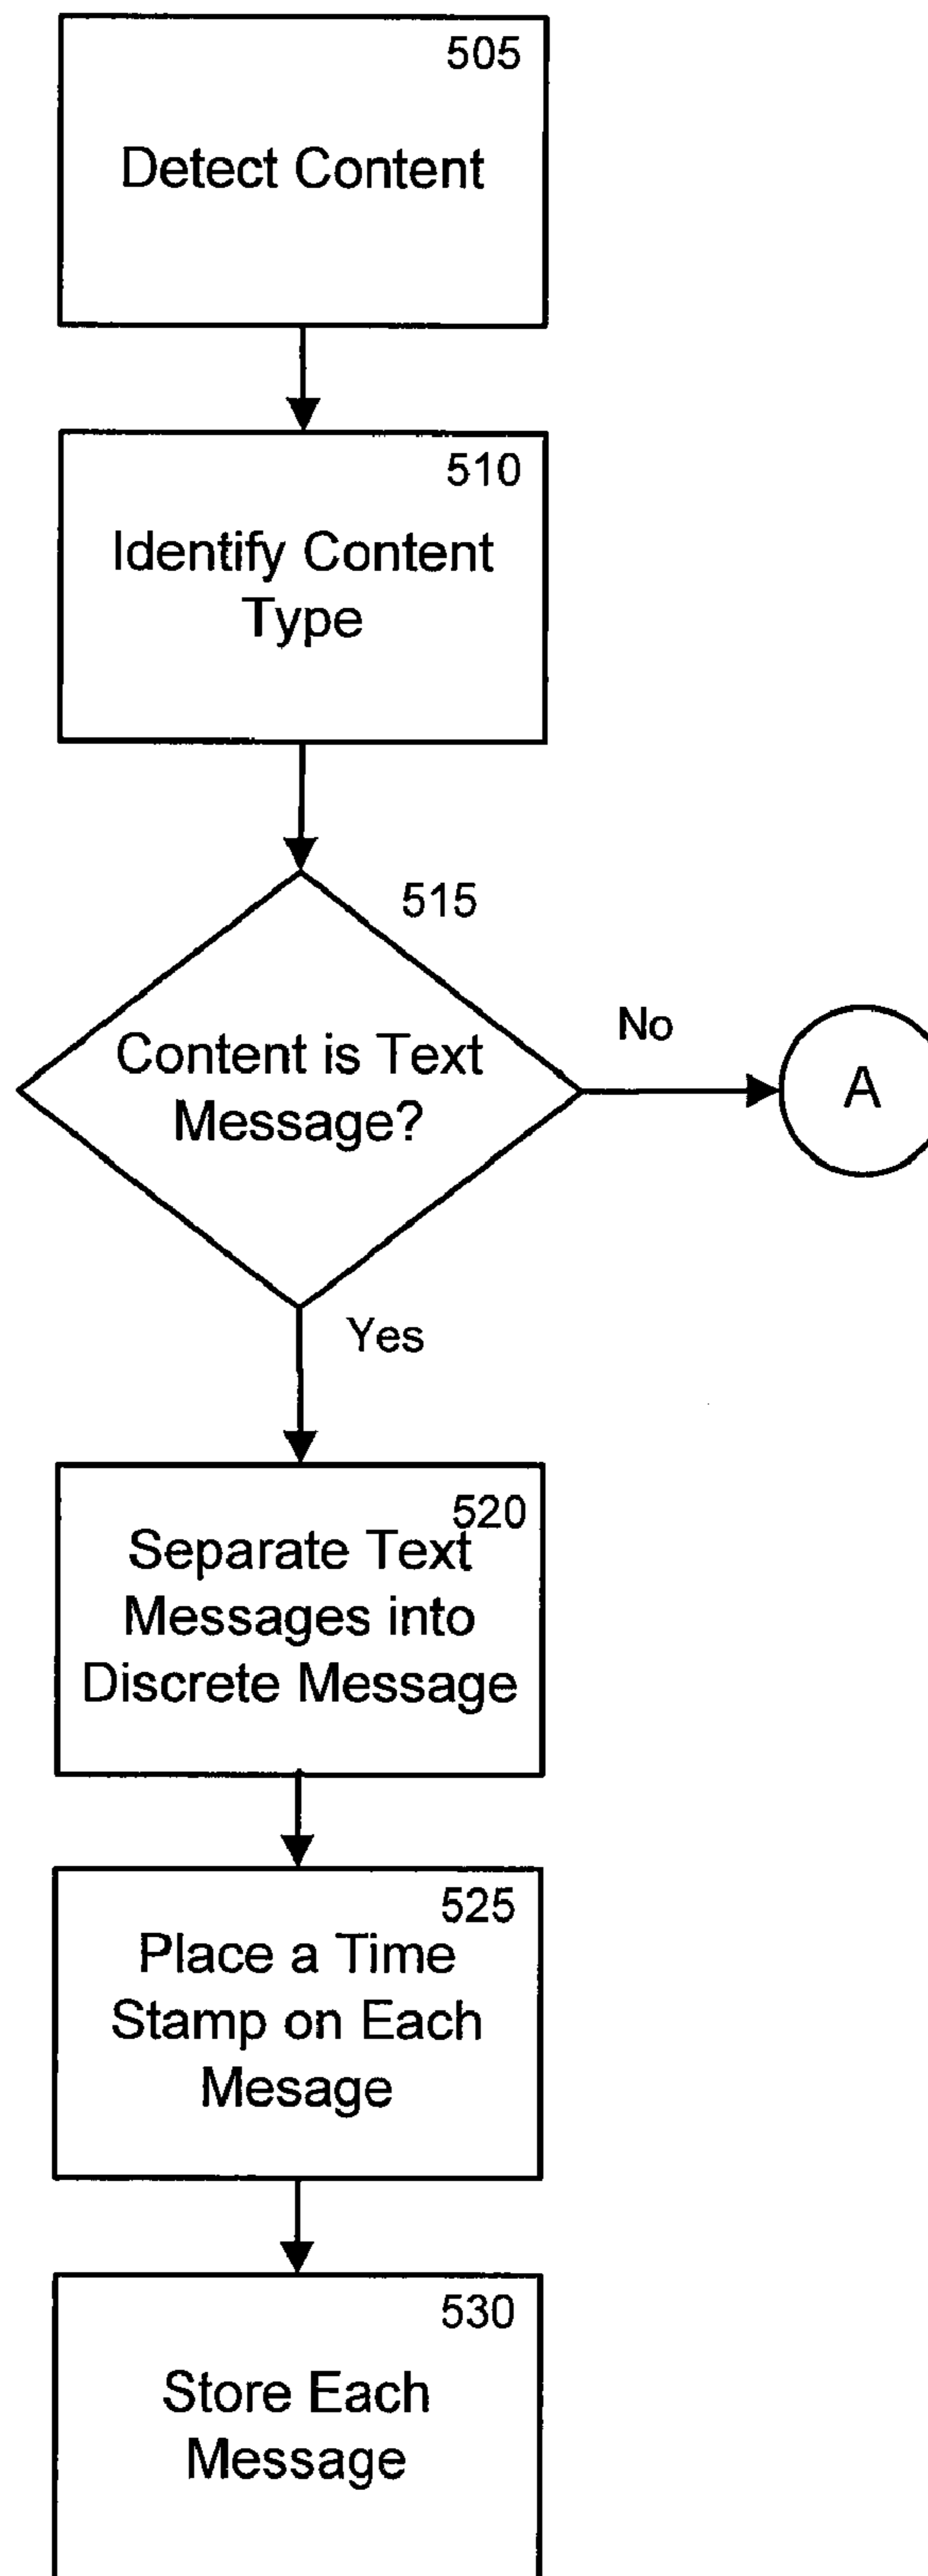 505
Detect Content
510
Identify Content
Type
515
Content is Text
Message?
No
A
Yes
520
Separate Text
Messages into
Discrete Message
525
Place a Time
Stamp on Each
Mesage
530
Store Each
Message